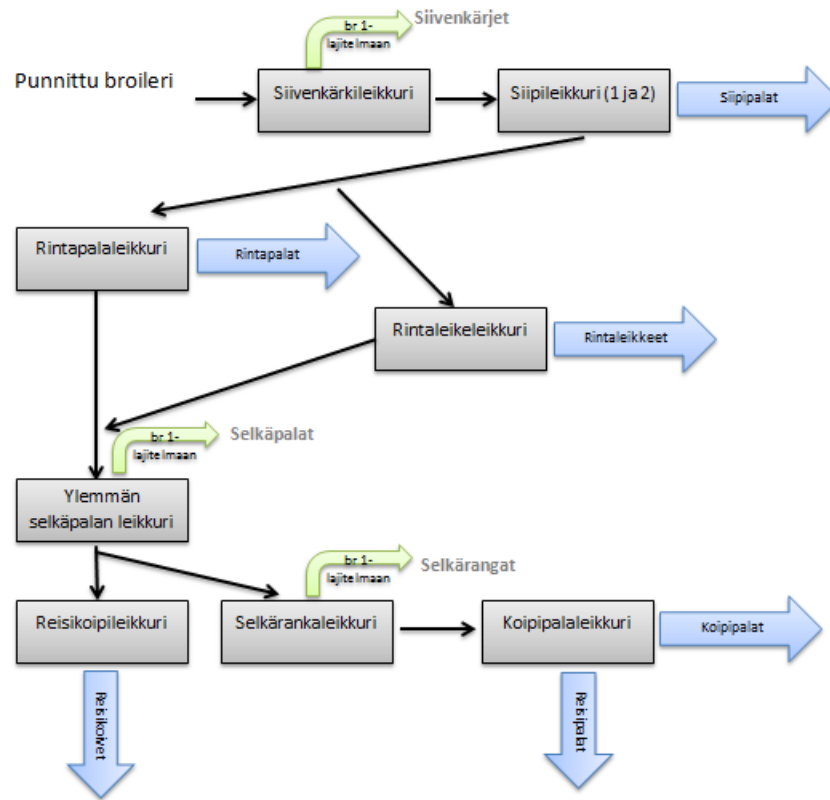 Siivenkärjet
br 1-
lajitelmaan
Punnittu broileri
Siivenkärkileikkuri
Siipileikkuri (1 ja 2)
Siipipalat
Rintapalaleikkuri
Rintapalat
Rintaleikeleikkuri
Rintaleikkeet
br 1-
lajitelmaan
Selkäpalat
Ylemmän
selkäpalan leikkuri
br 1-
lajitelmaan
Selkärangat
Reisikoipileikkuri
Selkärankaleikkuri
Koipipalaleikkuri
Koipipalat
Reisikoivet
Reisipalat